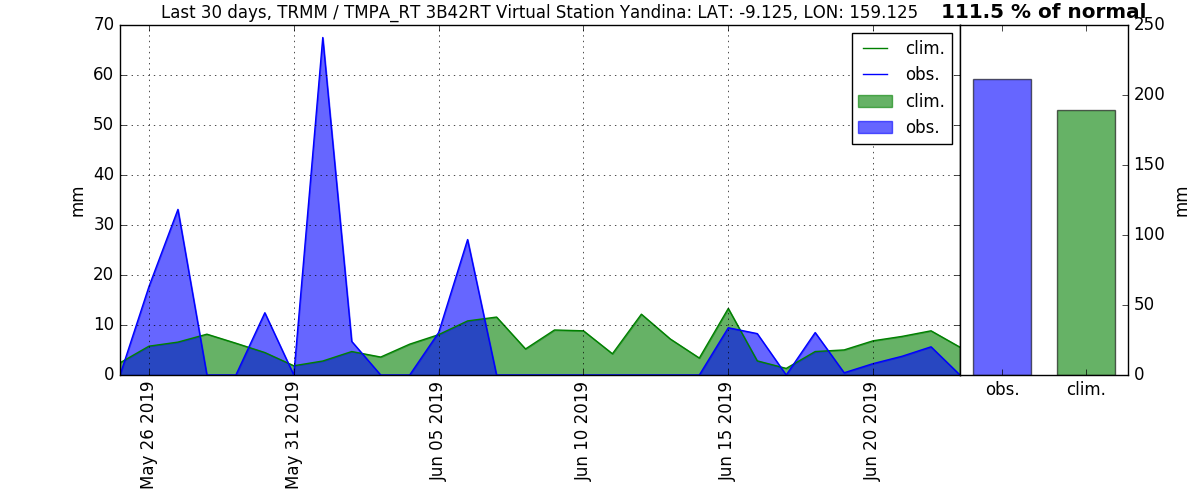 Last 30 days, TRMM / TMPA_RT 3B42RT Virtual Station Yandina: LAT: -9.125, LON: 159.125
111.5 % of normal
70
60
50
40
30
20
10
0
mm
May 26 2019
May 31 2019
Jun 05 2019
Jun 10 2019
Jun 15 2019
Jun 20 2019
clim.
obs.
clim.
obs.
250
200
150
100
50
0
mm
obs.
clim.